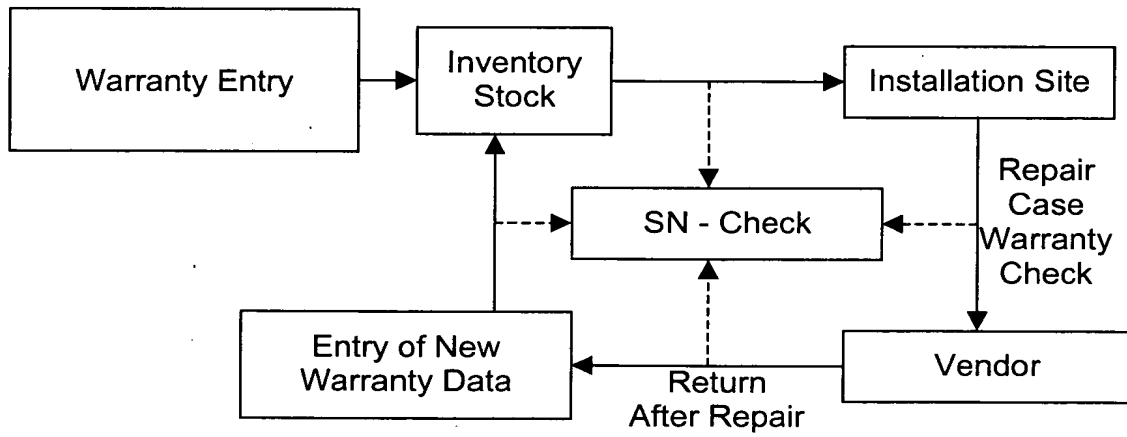 Warranty Entry
Inventory
Stock
Installation Site
SN - Check
Repair
Case
Warranty
Check
Entry of New
Warranty Data
Return
After Repair
Vendor